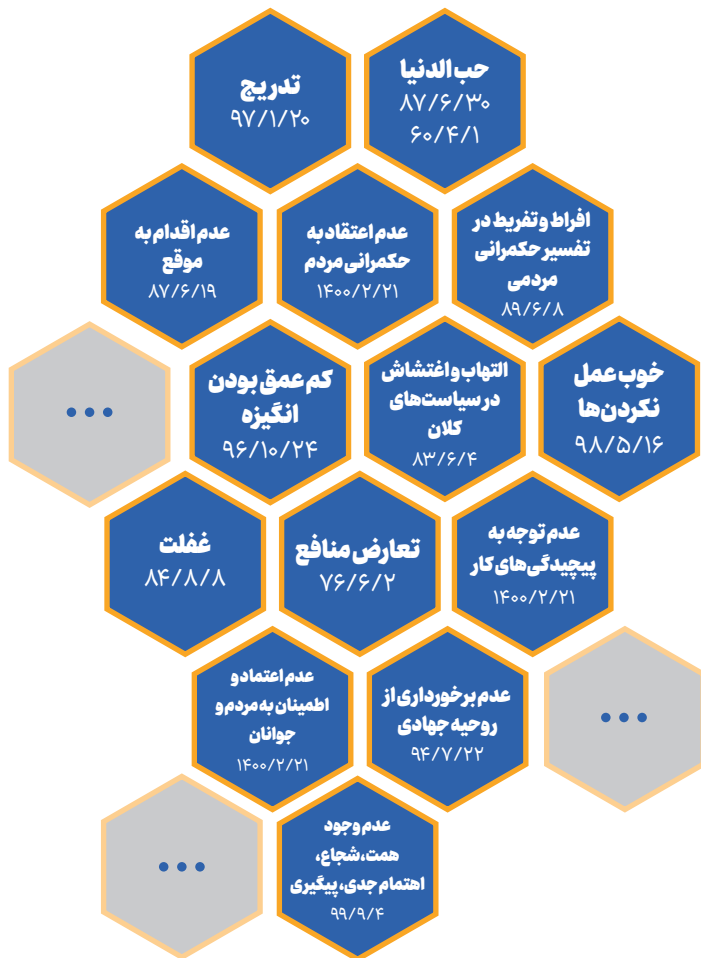 حب الدنیا
۸۷/۶/۳۰
۶۰/۴/۱
تدریج
۹۷/۱/۲۰
افراط و تفریط در
تفسیر حکمرانی
مردمی
۸۹/۶/۸
عدم اعتقاد به
حکمرانی مردم
۱۴۰۰/۲/۲۱
عدم اقدام به
موقع
۸۷/۶/۱۹
خوب عمل
نکردن‌ها
۹۸/۵/۱۶
التهاب و اغتشاش
در سیاست‌های
کلان
۸۳/۶/۴
کم عمق بودن
انگیزه
۹۶/۱۰/۲۴
...
عدم توجه به
پیچیدگی‌های کار
۱۴۰۰/۲/۲۱
تعارض منافع
۷۶/۶/۲
غفلت
۸۴/۸/۸
...
عدم برخورداری از
روحیه جهادی
۹۴/۷/۲۲
عدم اعتماد و
اطمینان به مردم و
جوانان
۱۴۰۰/۲/۲۱
عدم وجود
همت، شجاع،
اهتمام جدی، پیگیری
۹۹/۹/۴
...